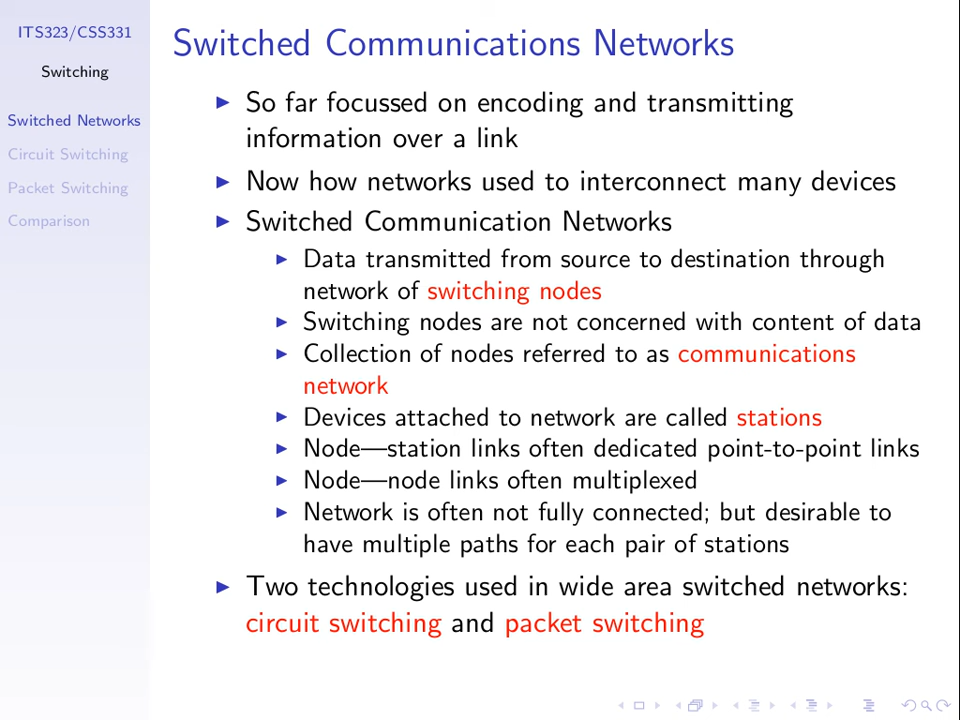 ITS323/CSS331
Switching
Switched Networks
Circuit Switching
Packet Switching
Comparison
Switched Communications Networks
So far focussed on encoding and transmitting
information over a link
Now how networks used to interconnect many devices
Switched Communication Networks
Data transmitted from source to destination through
network of switching nodes
Switching nodes are not concerned with content of data
Collection of nodes referred to as communications
network
Devices attached to network are called stations
Node—station links often dedicated point-to-point links
Node—node links often multiplexed
Network is often not fully connected; but desirable to
have multiple paths for each pair of stations
Two technologies used in wide area switched networks:
circuit switching and packet switching